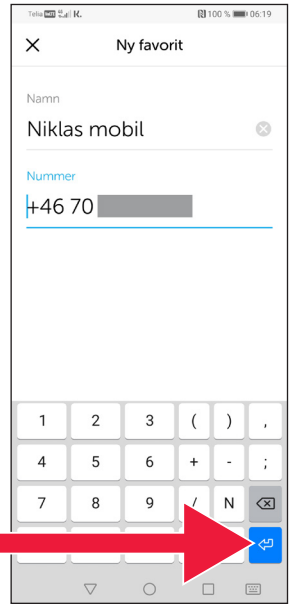 Telia K. 100 % 06:19
Ny favorit
Namn
Niklas mobil
Nummer
+46 70
1 2 3 ( ) ,
4 5 6 + - ;
7 8 9 / N